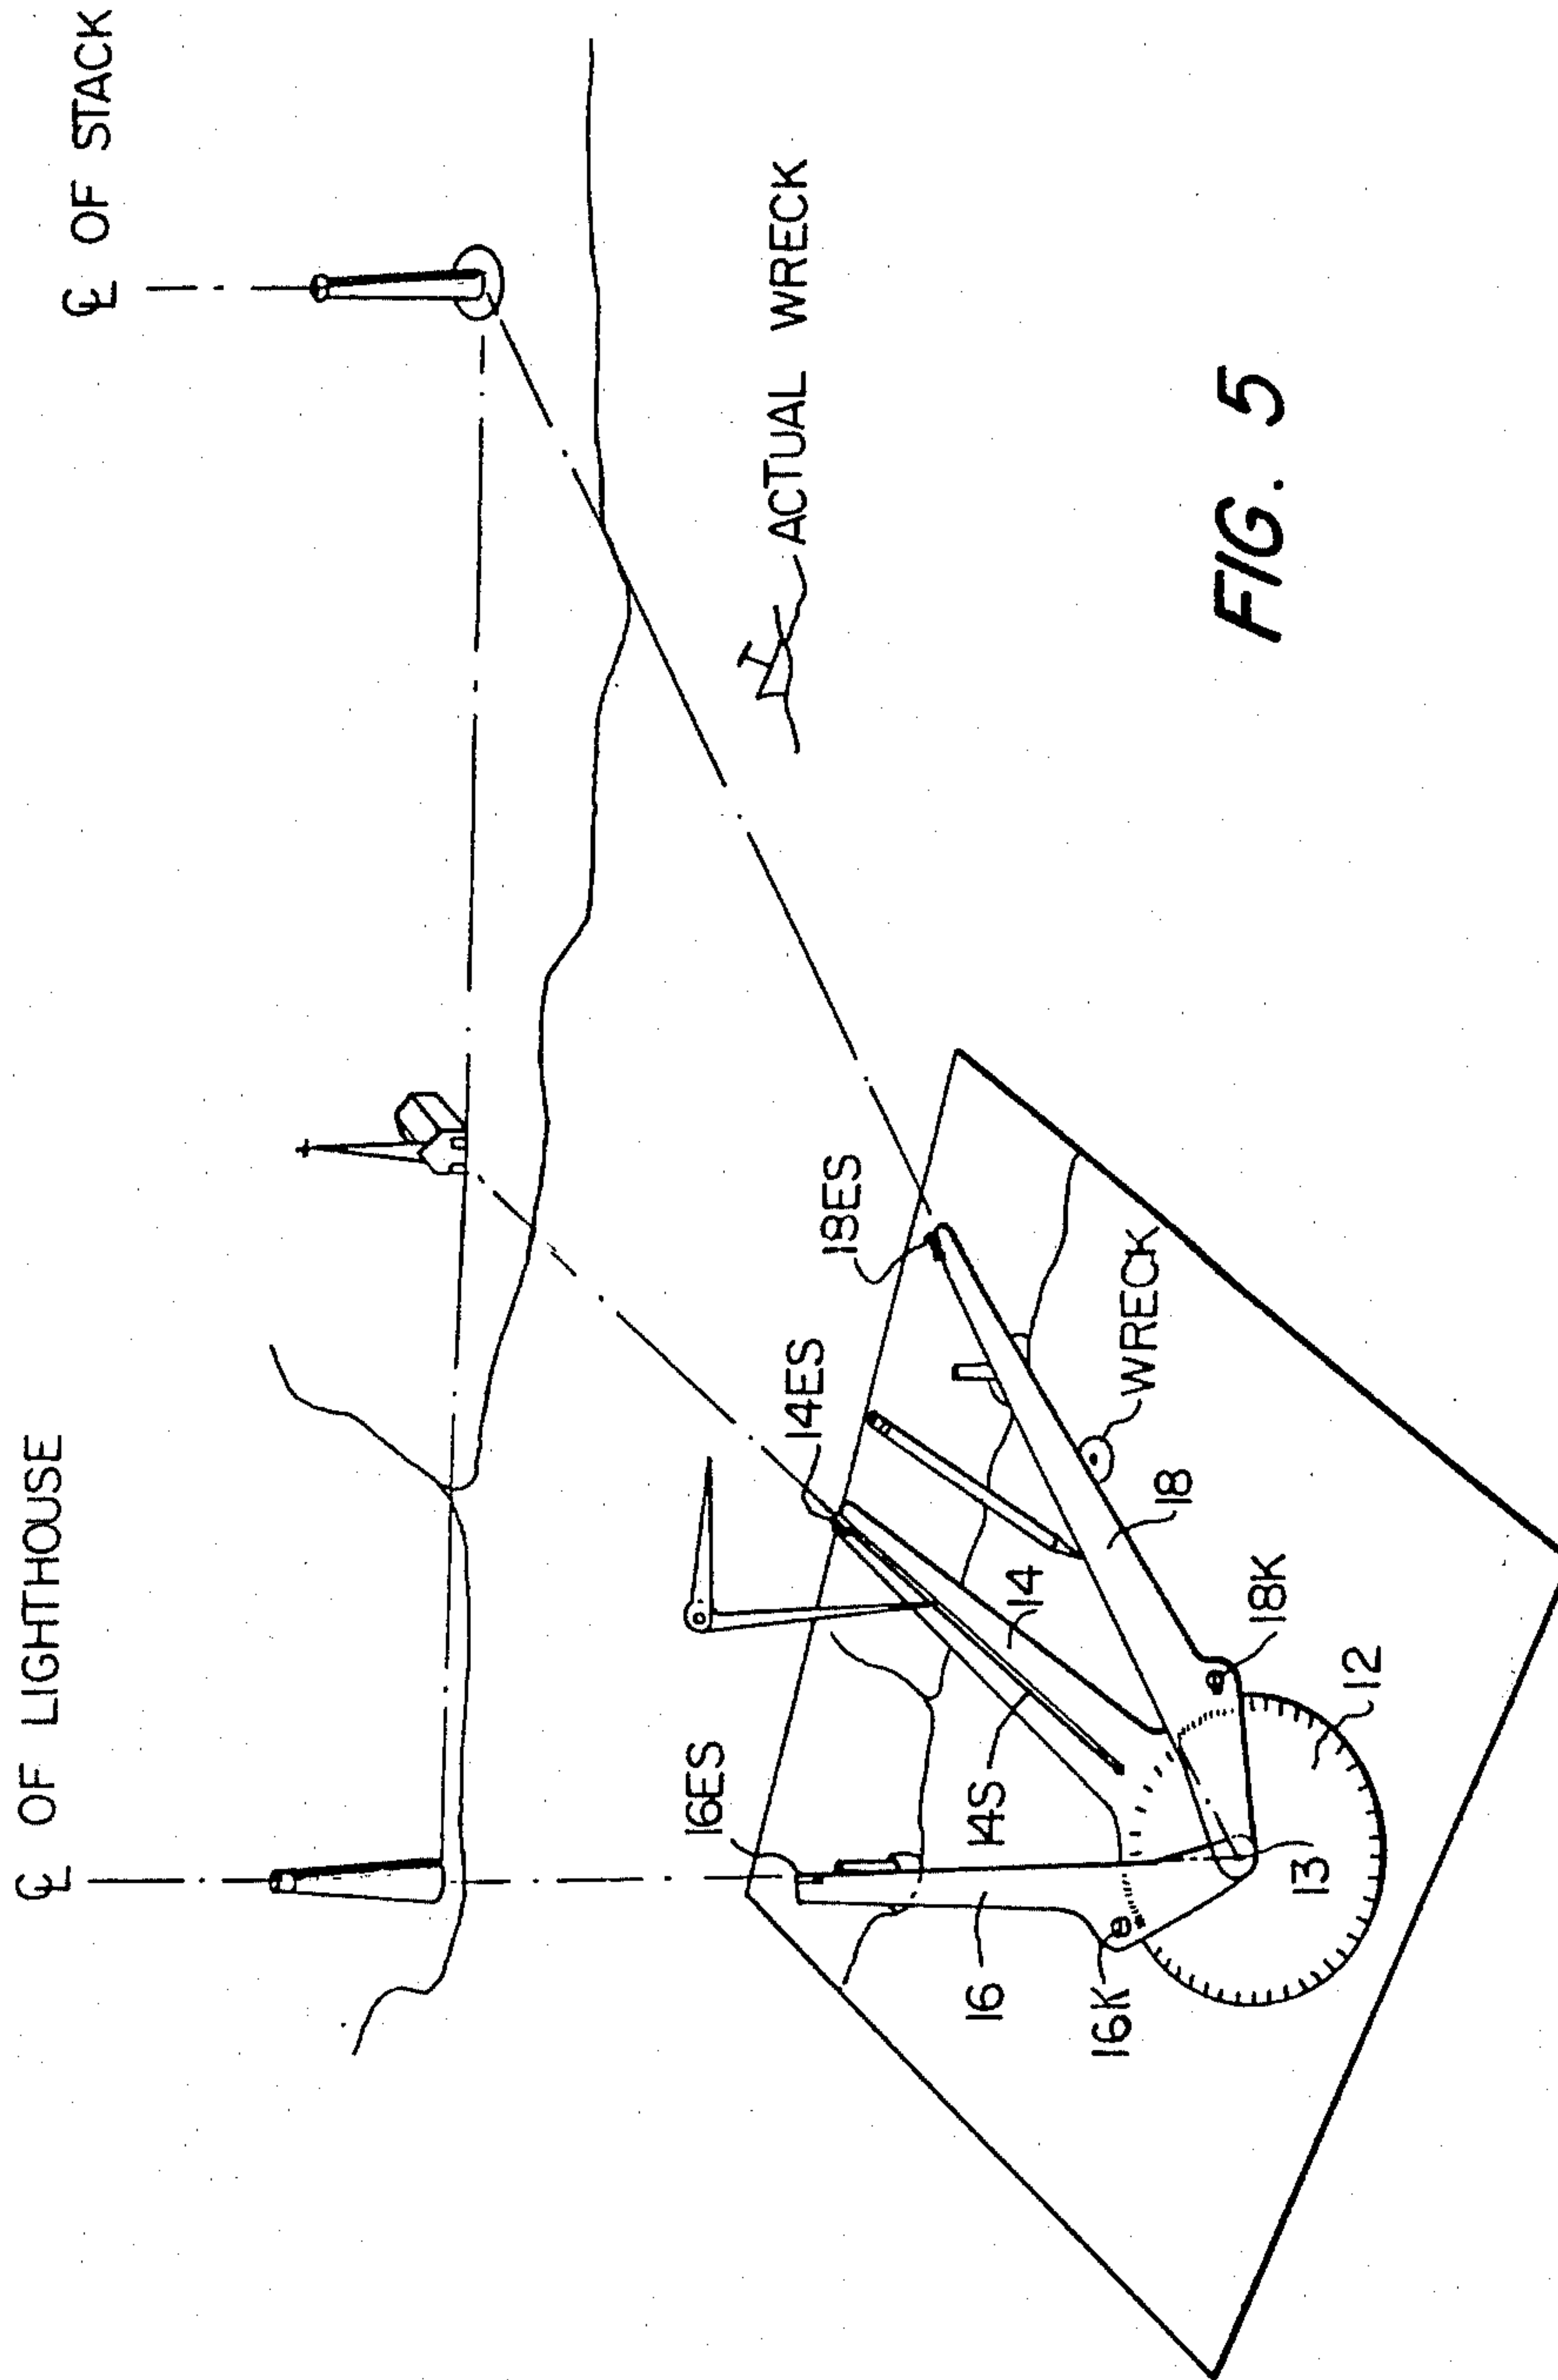 ℄ OF LIGHTHOUSE
℄ OF STACK
ACTUAL WRECK
16ES
14ES
18ES
14S
14
16
16K
WRECK
18
18K
13
12
FIG. 5